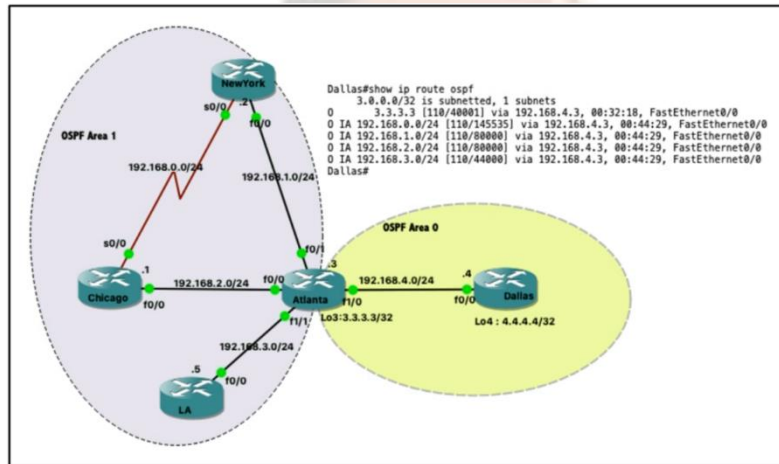 NewYork
s0/0
.2
f0/0
Dallas#show ip route ospf
3.0.0.0/32 is subnetted, 1 subnets
O 3.3.3.3 [110/40001] via 192.168.4.3, 00:32:18, FastEthernet0/0
O IA 192.168.0.0/24 [110/145535] via 192.168.4.3, 00:44:29, FastEthernet0/0
O IA 192.168.1.0/24 [110/80000] via 192.168.4.3, 00:44:29, FastEthernet0/0
O IA 192.168.2.0/24 [110/80000] via 192.168.4.3, 00:44:29, FastEthernet0/0
O IA 192.168.3.0/24 [110/44000] via 192.168.4.3, 00:44:29, FastEthernet0/0
Dallas#
OSPF Area 1
192.168.0.0/24
192.168.1.0/24
OSPF Area 0
s0/0
f0/1
.1
.3
Chicago
f0/0
192.168.2.0/24
f0/0
Atlanta
f1/0
192.168.4.0/24
.4
f0/0
Dallas
Lo3:3.3.3.3/32
Lo4 : 4.4.4.4/32
f1/1
192.168.3.0/24
.5
f0/0
LA